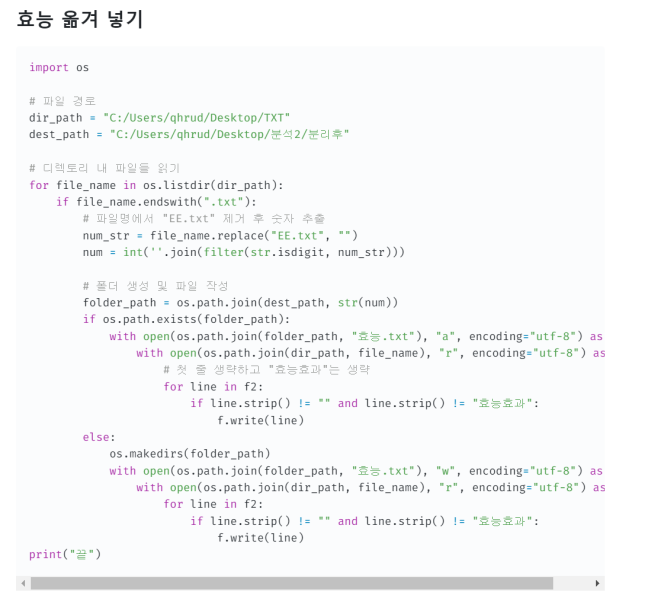 효능 옮겨 넣기
import os
# 파일 경로
dir_path = "C:/Users/qhrud/Desktop/TXT"
dest_path = "C:/Users/qhrud/Desktop/분석2/분리후"
# 디렉토리 내 파일들 읽기
for file_name in os.listdir(dir_path):
    if file_name.endswith(".txt"):
        # 파일명에서 "EE.txt" 제거 후 숫자 추출
        num_str = file_name.replace("EE.txt", "")
        num = int(''.join(filter(str.isdigit, num_str)))
        # 폴더 생성 및 파일 작성
        folder_path = os.path.join(dest_path, str(num))
        if os.path.exists(folder_path):
            with open(os.path.join(folder_path, "효능.txt"), "a", encoding="utf-8") as
                with open(os.path.join(dir_path, file_name), "r", encoding="utf-8") as
                    # 첫 줄 생략하고 "효능효과"는 생략
                    for line in f2:
                        if line.strip() != "" and line.strip() != "효능효과":
                            f.write(line)
        else:
            os.makedirs(folder_path)
            with open(os.path.join(folder_path, "효능.txt"), "w", encoding="utf-8") as
                with open(os.path.join(dir_path, file_name), "r", encoding="utf-8") as
                    for line in f2:
                        if line.strip() != "" and line.strip() != "효능효과":
                            f.write(line)
print("끝")